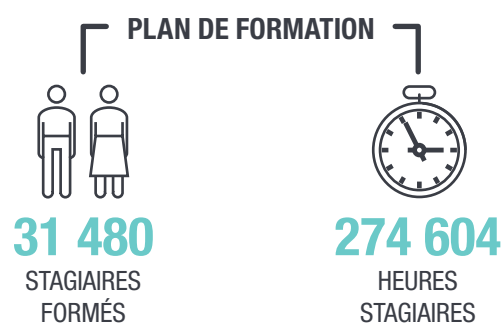 PLAN DE FORMATION
31 480
STAGIAIRES
FORMÉS
274 604
HEURES
STAGIAIRES